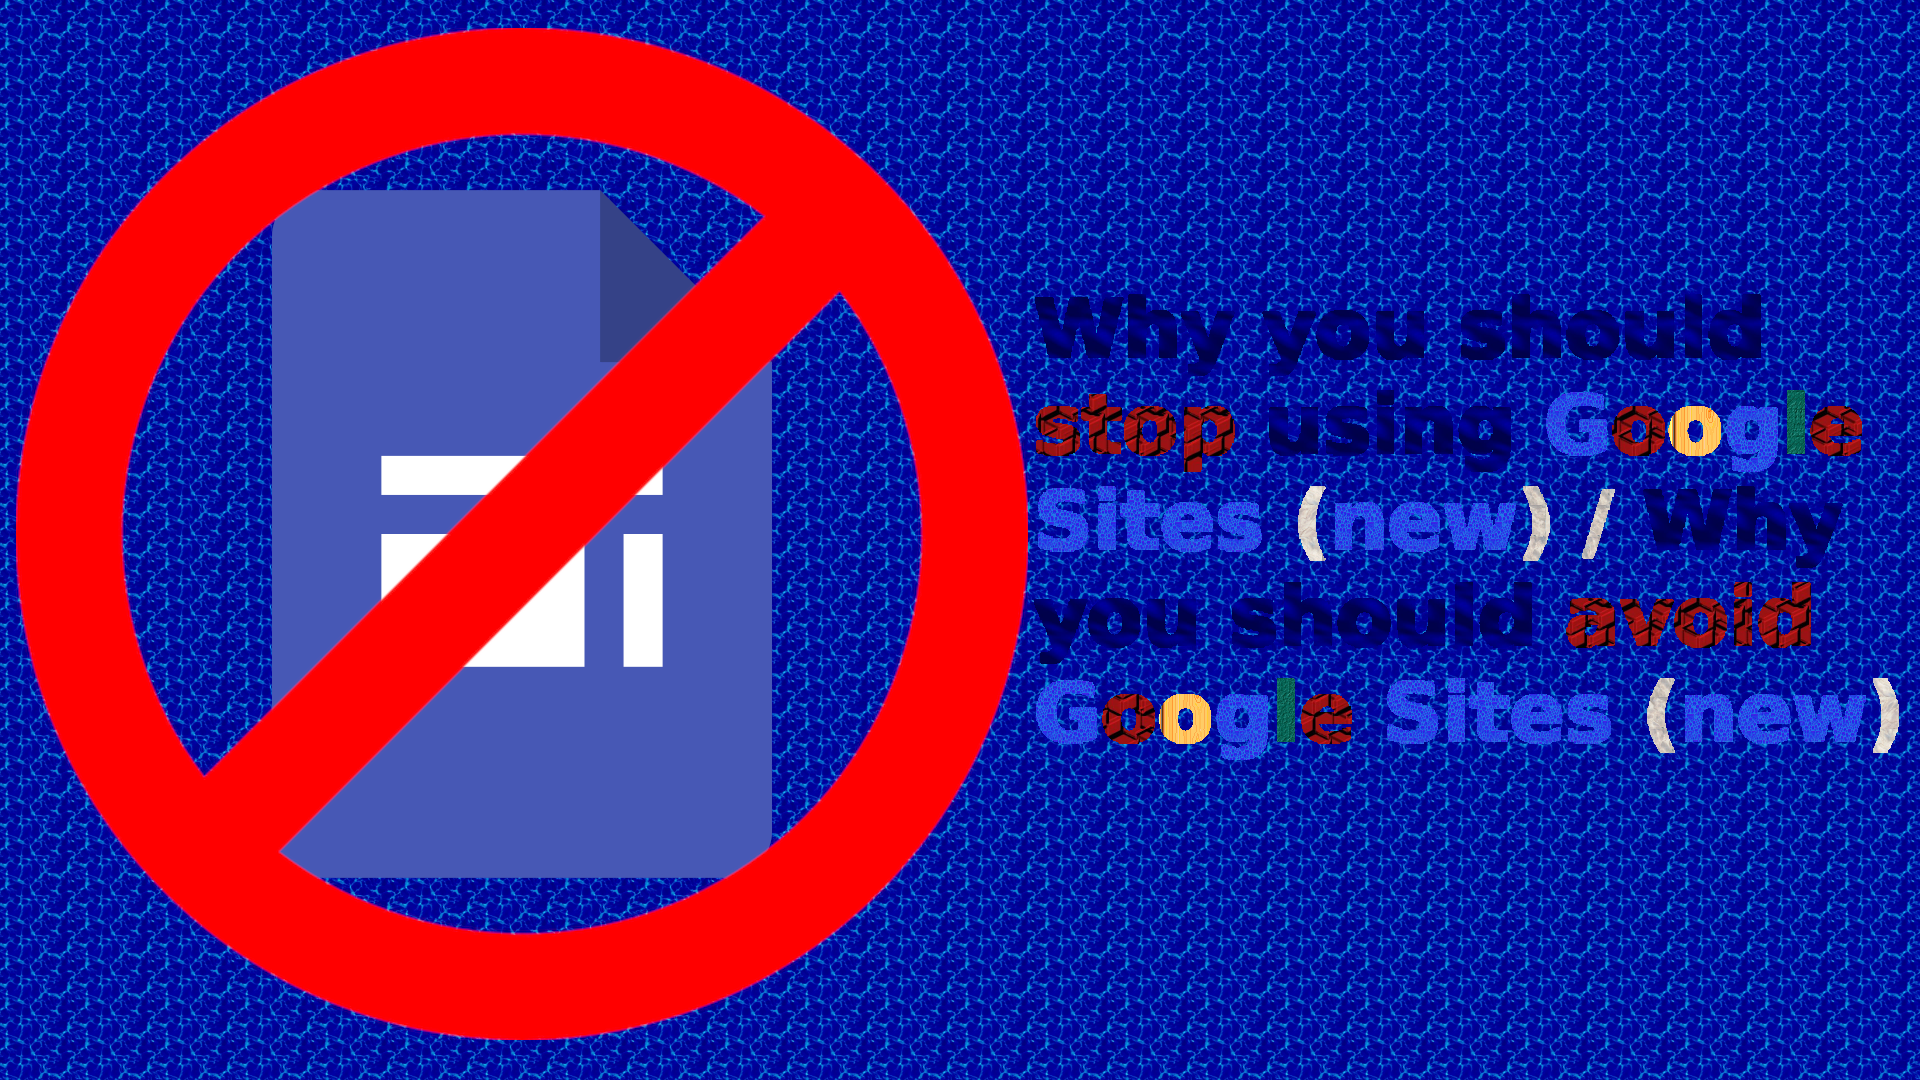 Why you should
stop using Google
Sites (new) / Why
you should avoid
Google Sites (new)